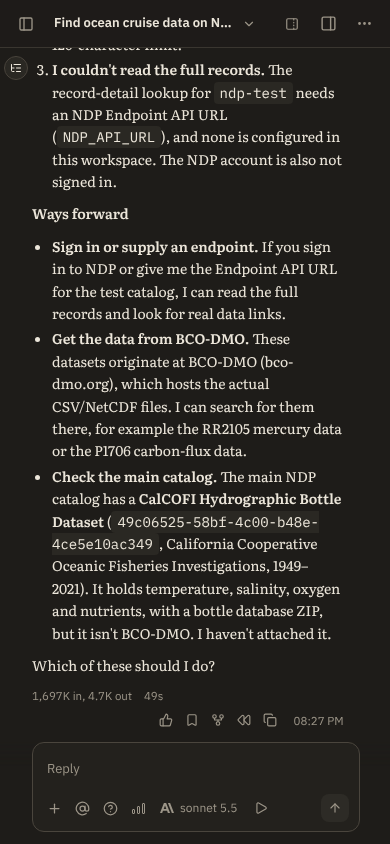 Find ocean cruise data on N...
3. I couldn't read the full records. The
record-detail lookup for ndp-test needs
an NDP Endpoint API URL
( NDP_API_URL ), and none is configured in
this workspace. The NDP account is also not
signed in.
Ways forward
• Sign in or supply an endpoint. If you sign
in to NDP or give me the Endpoint API URL
for the test catalog, I can read the full
records and look for real data links.
• Get the data from BCO-DMO. These
datasets originate at BCO-DMO (bco-
dmo.org), which hosts the actual
CSV/NetCDF files. I can search for them
there, for example the RR2105 mercury data
or the P1706 carbon-flux data.
• Check the main catalog. The main NDP
catalog has a CalCOFI Hydrographic Bottle
Dataset ( 49c06525-58bf-4c00-b48e-
4ce5e10ac349 , California Cooperative
Oceanic Fisheries Investigations, 1949–
2021). It holds temperature, salinity, oxygen
and nutrients, with a bottle database ZIP,
but it isn't BCO-DMO. I haven't attached it.
Which of these should I do?
1,697K in, 4.7K out 49s
08:27 PM
Reply
sonnet 5.5